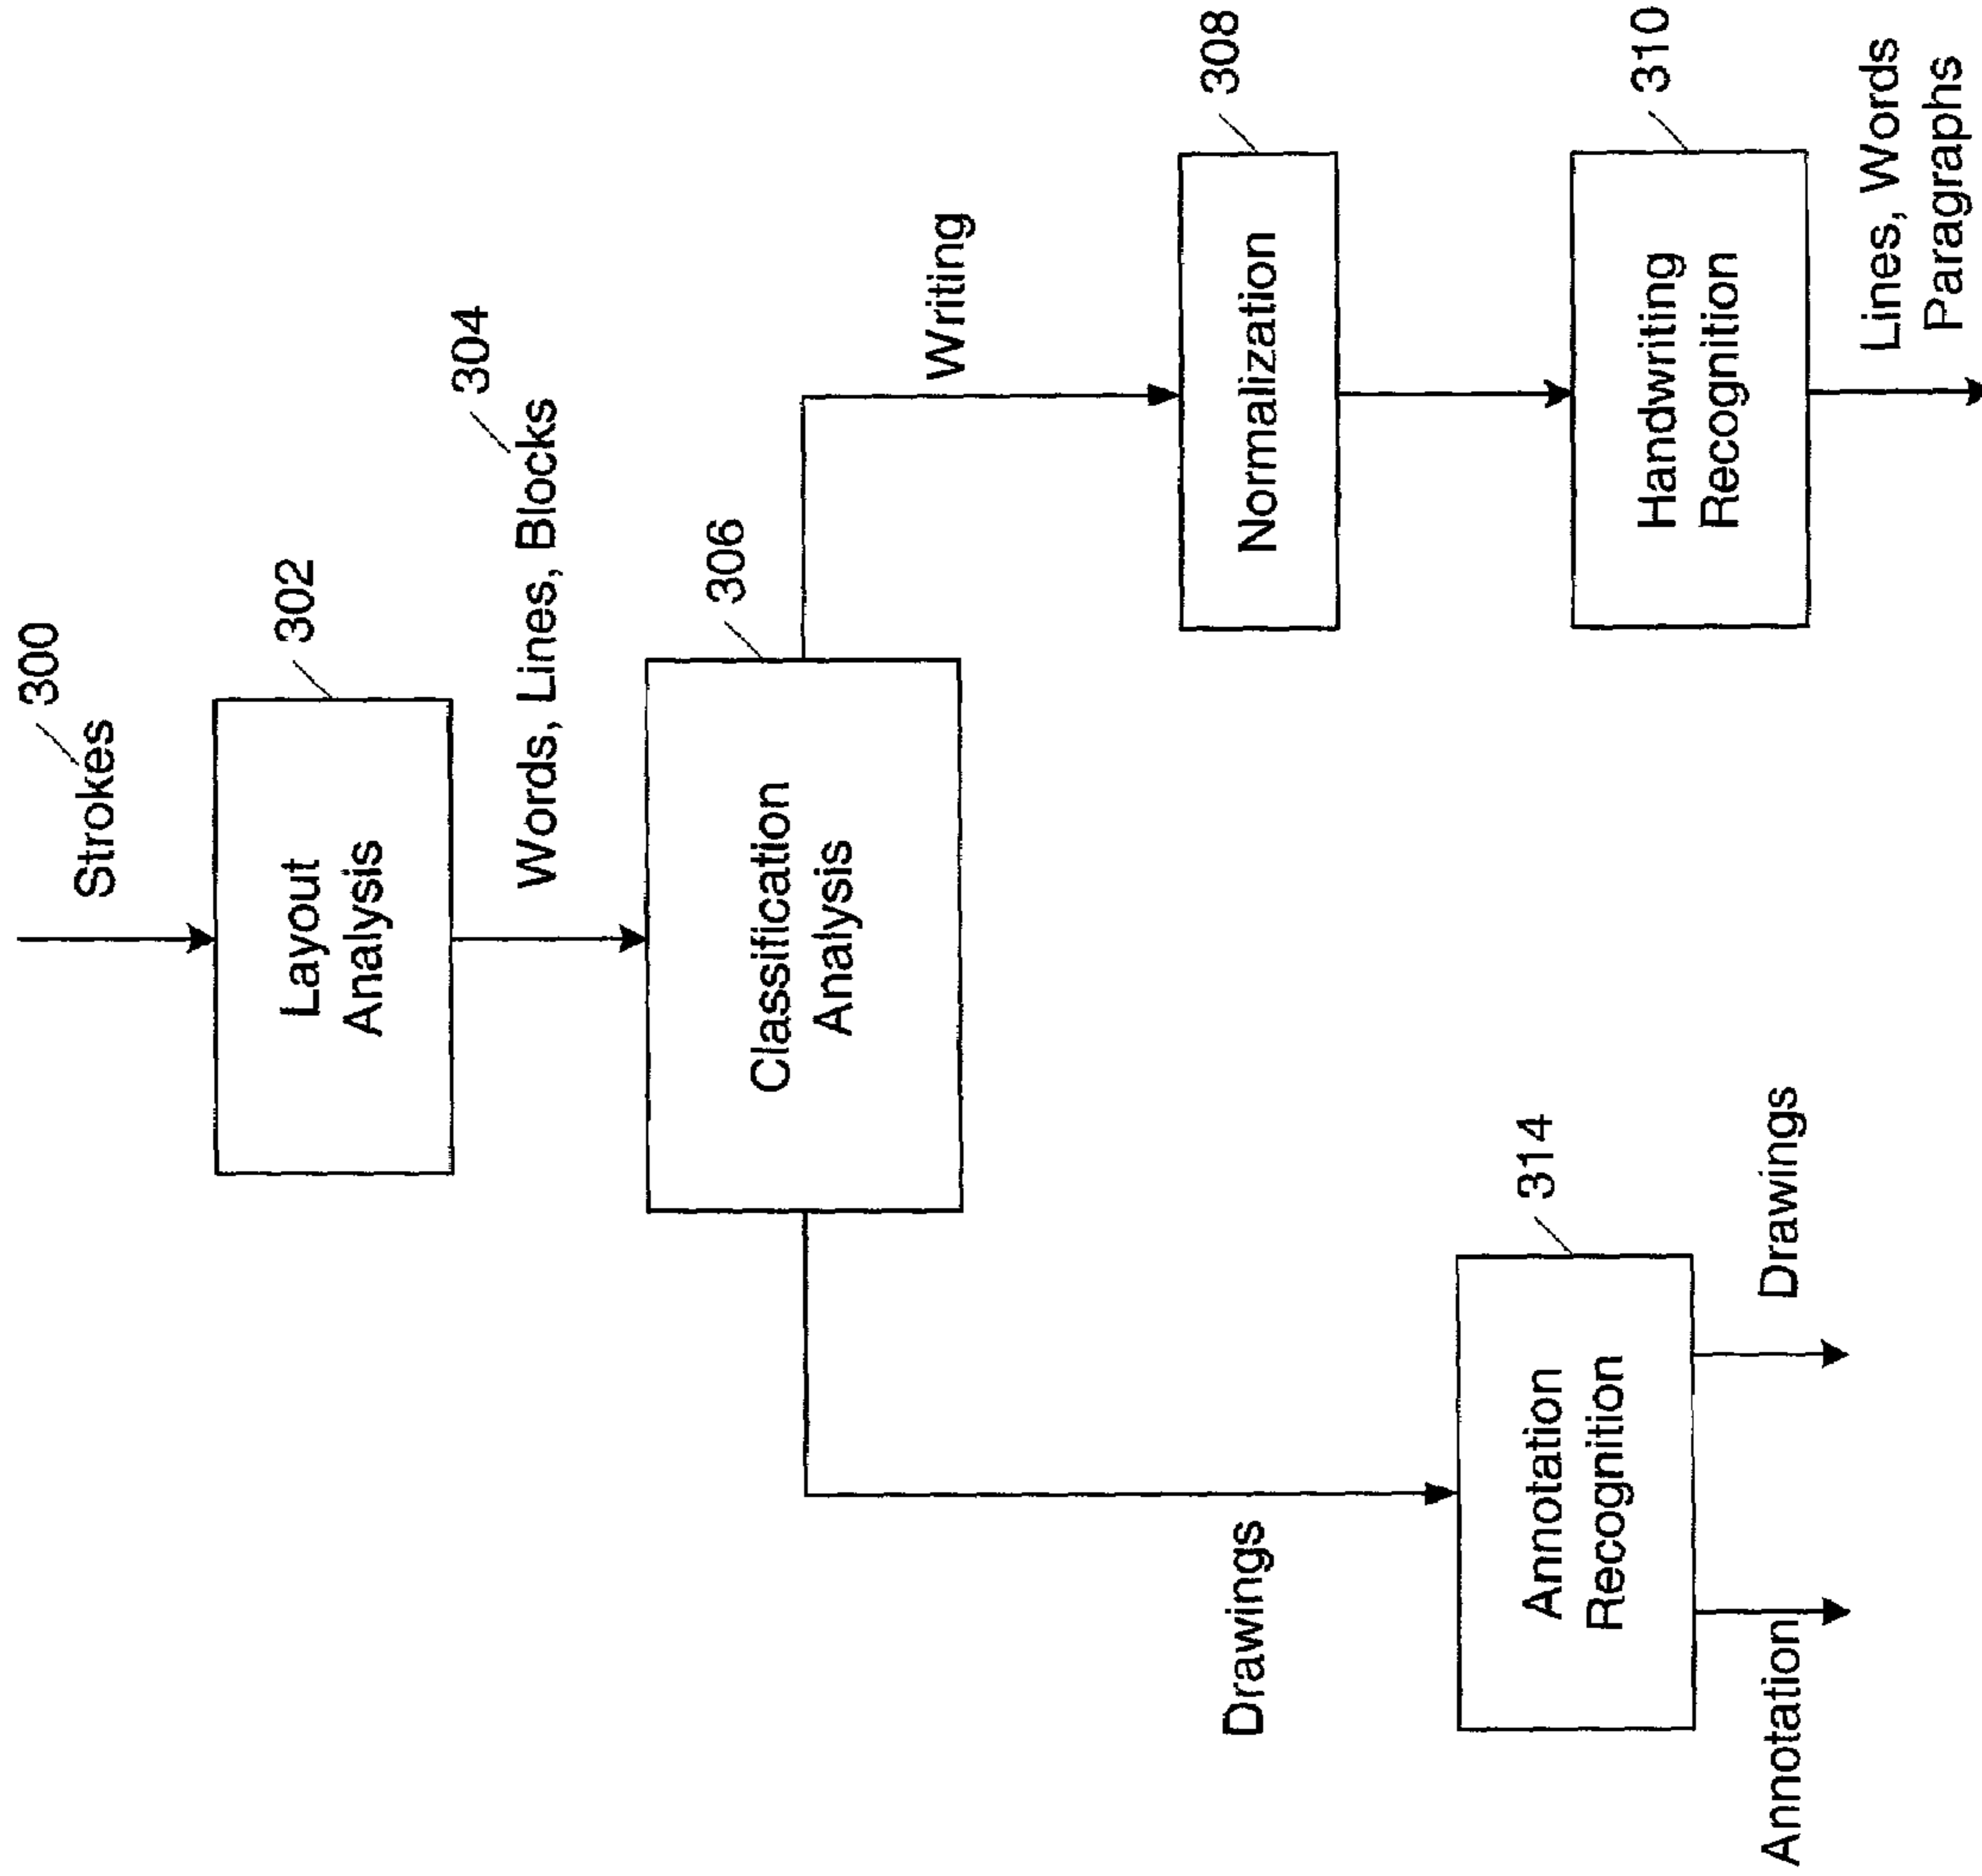 300
Strokes
302
Layout
Analysis
304
Words, Lines, Blocks
306
Classification
Analysis
Writing
308
Normalization
310
Handwriting
Recognition
Lines, Words
Paragraphs
Drawings
314
Annotation
Recognition
Annotation
Drawings